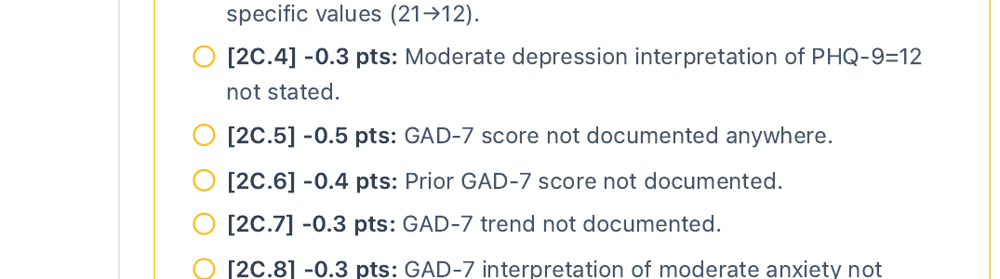 specific values (21→12).
[2C.4] -0.3 pts: Moderate depression interpretation of PHQ-9=12
not stated.
[2C.5] -0.5 pts: GAD-7 score not documented anywhere.
[2C.6] -0.4 pts: Prior GAD-7 score not documented.
[2C.7] -0.3 pts: GAD-7 trend not documented.
[2C.8] -0.3 pts: GAD-7 interpretation of moderate anxiety not